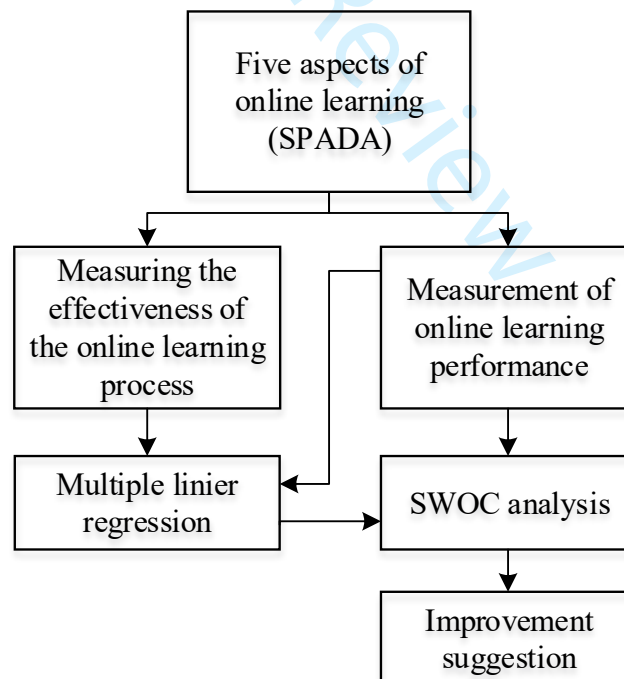 Review
Five aspects of
online learning
(SPADA)
Measuring the
effectiveness of
the online learning
process
Measurement of
online learning
performance
Multiple linier
regression
SWOC analysis
Improvement
suggestion